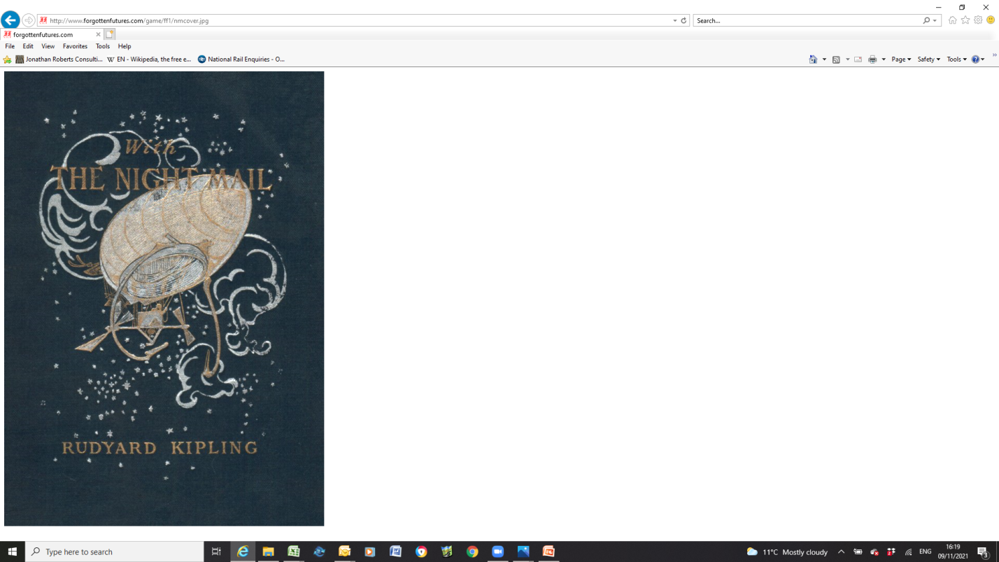 http://www.forgottenfutures.com/game/ff1/nmcover.jpg
Search...
forgottenfutures.com
File Edit View Favorites Tools Help
Jonathan Roberts Consulti... W EN - Wikipedia, the free e... National Rail Enquiries - O...
Page Safety Tools
With
THE NIGHT MAIL
RUDYARD KIPLING
Type here to search
11°C Mostly cloudy
ENG
16:19
09/11/2021
3